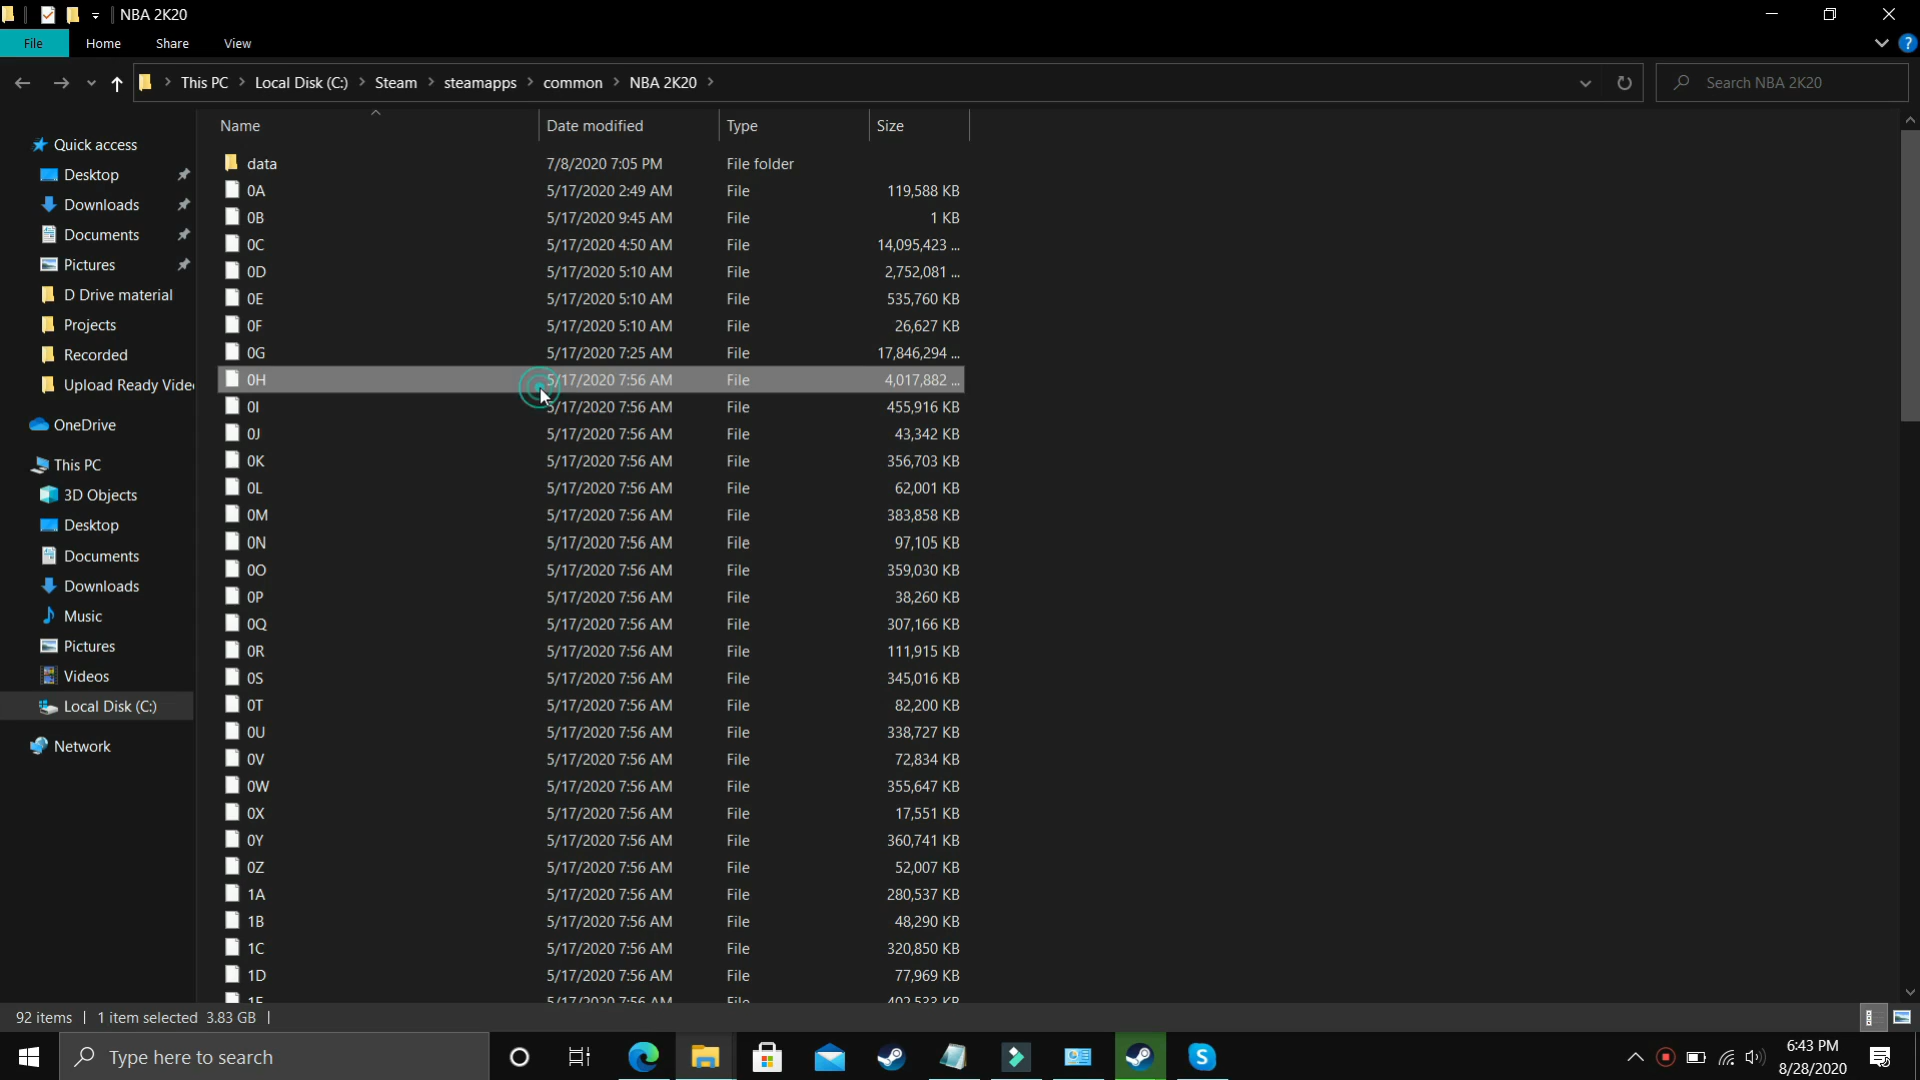 NBA 2K20
File Home Share View
This PC Local Disk (C:) Steam steamapps common NBA 2K20 Search NBA 2K20
Name Date modified Type Size
Quick access
Desktop
Downloads
Documents
Pictures
D Drive material
Projects
Recorded
Upload Ready Vide
OneDrive
This PC
3D Objects
Desktop
Documents
Downloads
Music
Pictures
Videos
Local Disk (C:)
Network
data 7/8/2020 7:05 PM File folder
0A 5/17/2020 2:49 AM File 119,588 KB
0B 5/17/2020 9:45 AM File 1 KB
0C 5/17/2020 4:50 AM File 14,095,423 ...
0D 5/17/2020 5:10 AM File 2,752,081 ...
0E 5/17/2020 5:10 AM File 535,760 KB
0F 5/17/2020 5:10 AM File 26,627 KB
0G 5/17/2020 7:25 AM File 17,846,294 ...
0H 5/17/2020 7:56 AM File 4,017,882 ...
0I 5/17/2020 7:56 AM File 455,916 KB
0J 5/17/2020 7:56 AM File 43,342 KB
0K 5/17/2020 7:56 AM File 356,703 KB
0L 5/17/2020 7:56 AM File 62,001 KB
0M 5/17/2020 7:56 AM File 383,858 KB
0N 5/17/2020 7:56 AM File 97,105 KB
0O 5/17/2020 7:56 AM File 359,030 KB
0P 5/17/2020 7:56 AM File 38,260 KB
0Q 5/17/2020 7:56 AM File 307,166 KB
0R 5/17/2020 7:56 AM File 111,915 KB
0S 5/17/2020 7:56 AM File 345,016 KB
0T 5/17/2020 7:56 AM File 82,200 KB
0U 5/17/2020 7:56 AM File 338,727 KB
0V 5/17/2020 7:56 AM File 72,834 KB
0W 5/17/2020 7:56 AM File 355,647 KB
0X 5/17/2020 7:56 AM File 17,551 KB
0Y 5/17/2020 7:56 AM File 360,741 KB
0Z 5/17/2020 7:56 AM File 52,007 KB
1A 5/17/2020 7:56 AM File 280,537 KB
1B 5/17/2020 7:56 AM File 48,290 KB
1C 5/17/2020 7:56 AM File 320,850 KB
1D 5/17/2020 7:56 AM File 77,969 KB
5/17/2020 7:56 AM File 402,533 KB
92 items 1 item selected 3.83 GB
Type here to search
6:43 PM
8/28/2020